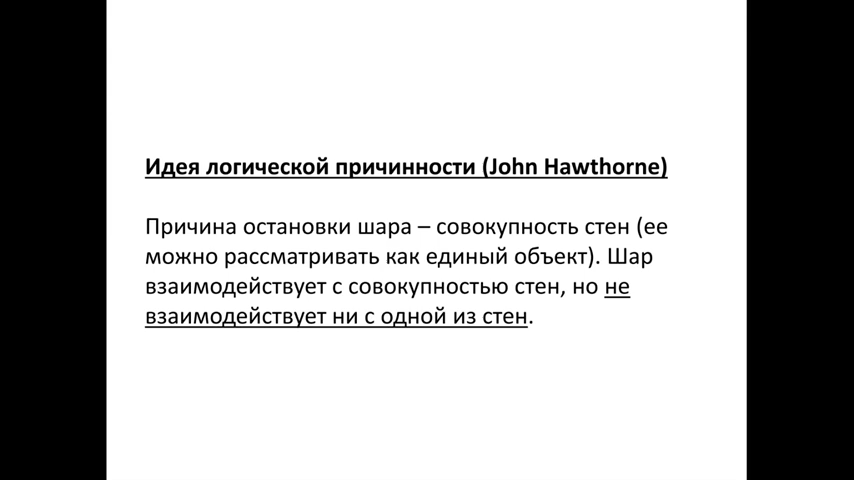 Идея логической причинности (John Hawthorne)
Причина остановки шара – совокупность стен (ее
можно рассматривать как единый объект). Шар
взаимодействует с совокупностью стен, но не
взаимодействует ни с одной из стен.